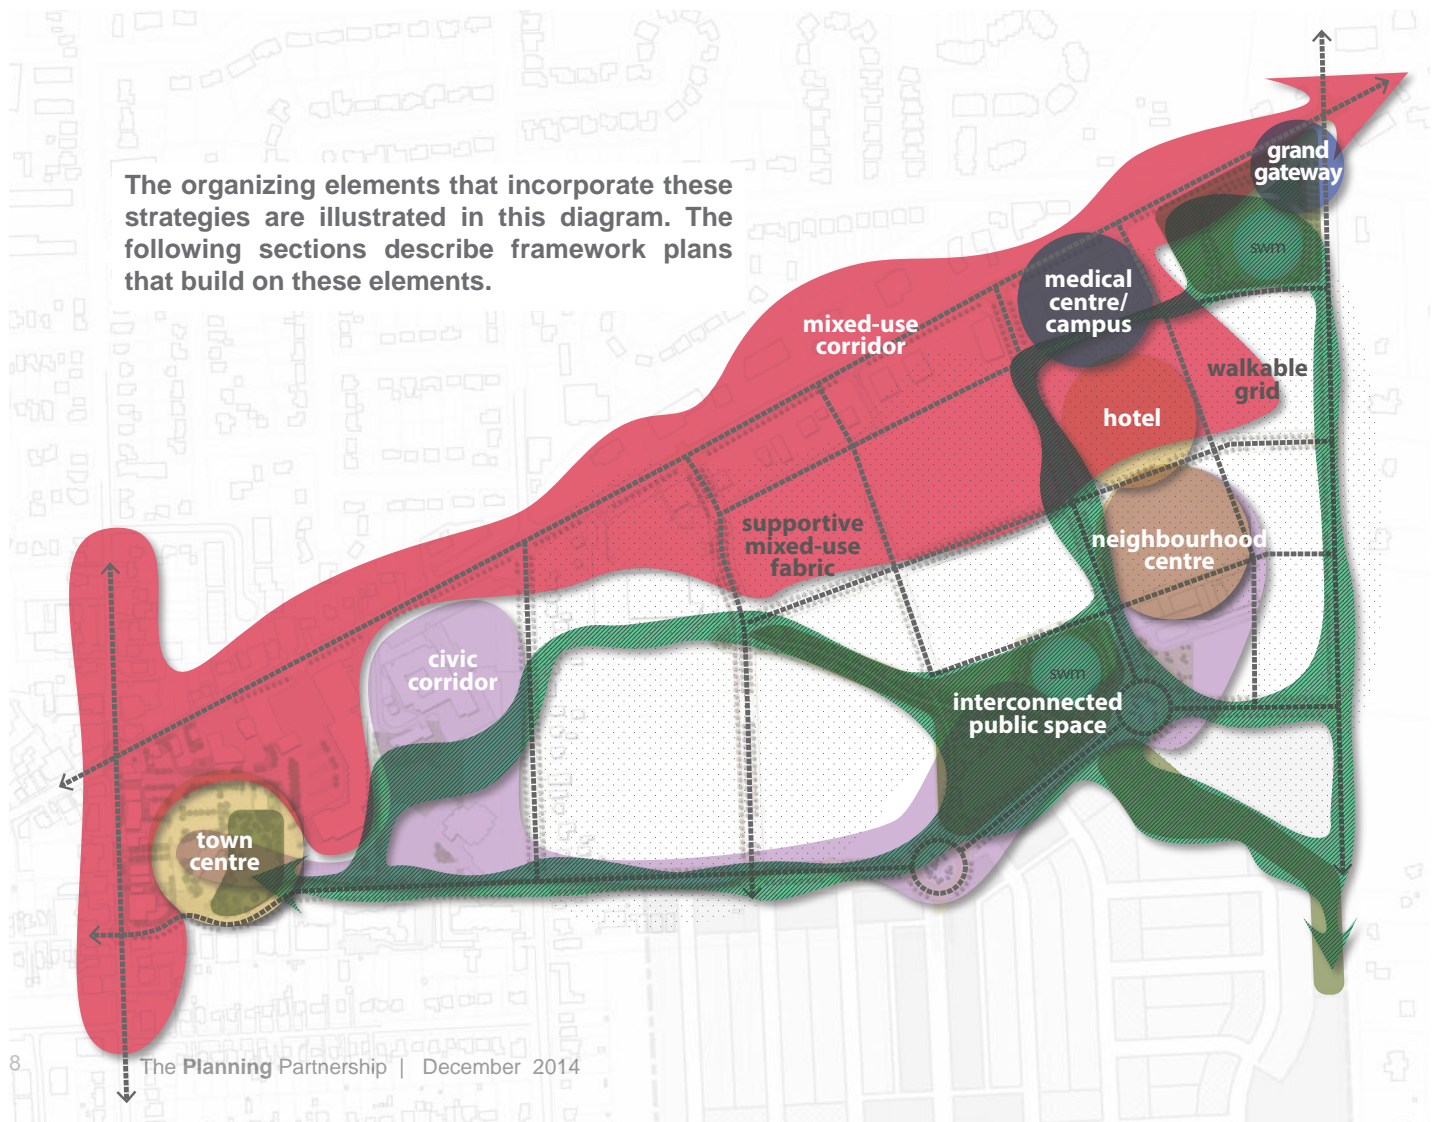 The organizing elements that incorporate these
strategies are illustrated in this diagram. The
following sections describe framework plans
that build on these elements.
grand
gateway
swm
medical
centre/
campus
mixed-use
corridor
walkable
grid
hotel
supportive
mixed-use
fabric
neighbourhood
centre
civic
corridor
swm
interconnected
public space
town
centre
8
The Planning Partnership | December 2014